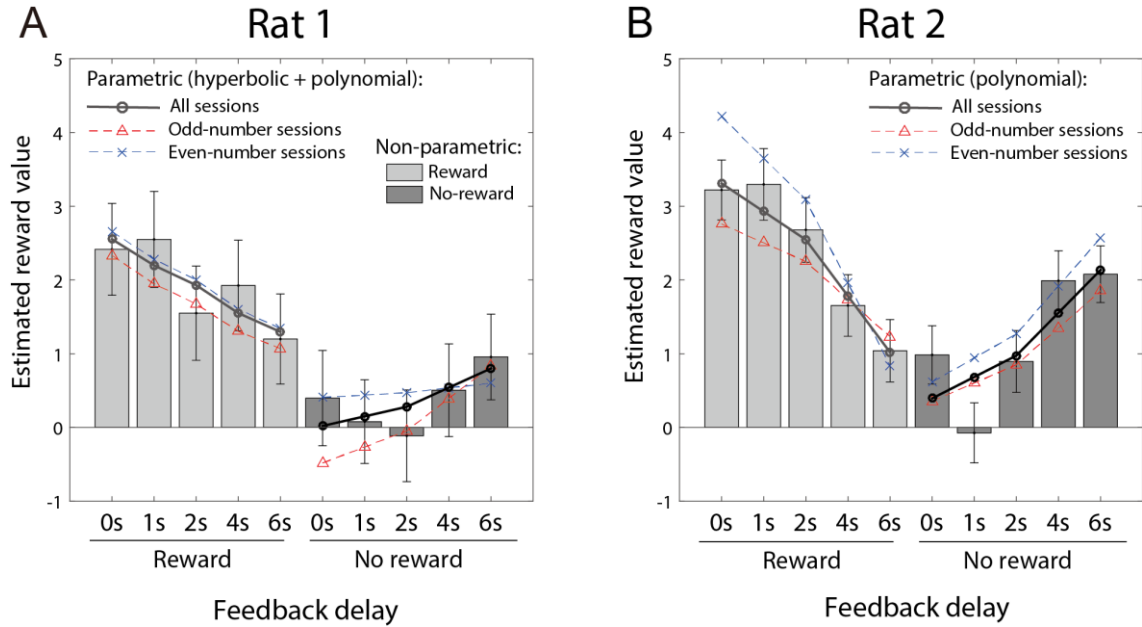 A
Rat 1
Parametric (hyperbolic + polynomial):
All sessions
Odd-number sessions
Even-number sessions
Non-parametric:
Reward
No-reward
Estimated reward value
5
4
3
2
1
0
-1
0s 1s 2s 4s 6s 0s 1s 2s 4s 6s
Reward No reward
Feedback delay
B
Rat 2
Parametric (polynomial):
All sessions
Odd-number sessions
Even-number sessions
Estimated reward value
5
4
3
2
1
0
-1
0s 1s 2s 4s 6s 0s 1s 2s 4s 6s
Reward No reward
Feedback delay